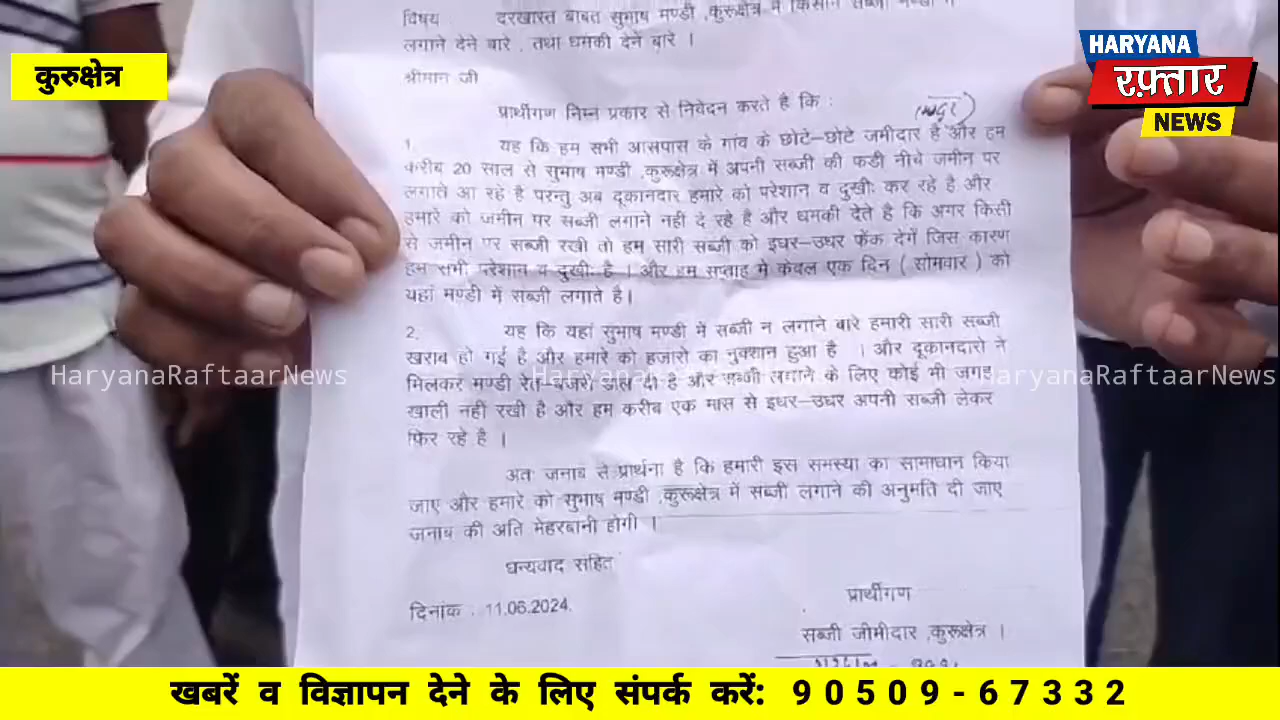 कुरुक्षेत्र
HARYANA
रफ़्तार
NEWS
विषय : दरखास्त बाबत सुभाष मण्डी ,कुरूक्षेत्र में किसान सब्जी मण्डी
लगाने देने बारे , तथा धमकी देने बारे ।
श्रीमान जी
प्रार्थीगण निम्न प्रकार से निवेदन करते है कि :
1. यह कि हम सभी आसपास के गांव के छोटे–छोटे जमीदार है और हम
करीब 20 साल से सुभाष मण्डी ,कुरूक्षेत्र में अपनी सब्जी की फडी नीचे जमीन पर
लगाते आ रहे है परन्तु अब दूकानदार हमारे को परेशान व दुखीः कर रहे है और
हमारे को जमीन पर सब्जी लगाने नही दे रहे है और धमकी देते है कि अगर किसी
से जमीन पर सब्जी रखी तो हम सारी सब्जी को इधर–उधर फेंक देगें जिस कारण
हम सभी परेशान व दुखीः है । और हम सप्ताह मे केवल एक दिन ( सोमवार ) को
यहां मण्डी में सब्जी लगाते है।
2. यह कि यहां सुभाष मण्डी में सब्जी न लगाने बारे हमारी सारी सब्जी
खराब हो गई है और हमारे को हजारो का नुक्शान हुआ है । और दूकानदारो ने
मिलकर मण्डी रेत–बजरी डाल दी है और सब्जी लगाने के लिए कोई भी जगह
खाली नही रखी है और हम करीब एक मास से इधर–उधर अपनी सब्जी लेकर
फिर रहे है ।
अतः जनाब से प्रार्थना है कि हमारी इस समस्या का सामाधान किया
जाए और हमारे को सुभाष मण्डी ,कुरूक्षेत्र में सब्जी लगाने की अनुमति दी जाए
जनाब की अति मेहरबानी होगी ।
धन्यवाद सहित
दिनांक : 11.06.2024.
प्रार्थीगण
सब्जी जीमीदार ,कुरूक्षेत्र ।
HaryanaRaftaarNews
HaryanaRaftaarNews
HaryanaRaftaarNews
खबरें व विज्ञापन देने के लिए संपर्क करें: 90509-67332